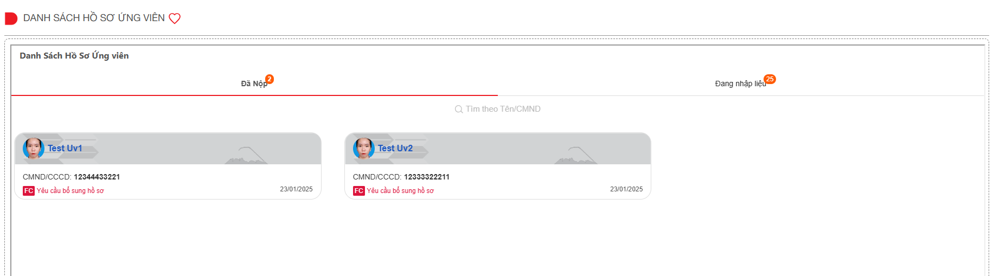 DANH SÁCH HỒ SƠ ỨNG VIÊN
Danh Sách Hồ Sơ Ứng viên
Đã Nộp 2
Đang nhập liệu 25
Tìm theo Tên/CMND
Test Uv1
CMND/CCCD: 12344433221
FC Yêu cầu bổ sung hồ sơ
23/01/2025
Test Uv2
CMND/CCCD: 12333322211
FC Yêu cầu bổ sung hồ sơ
23/01/2025